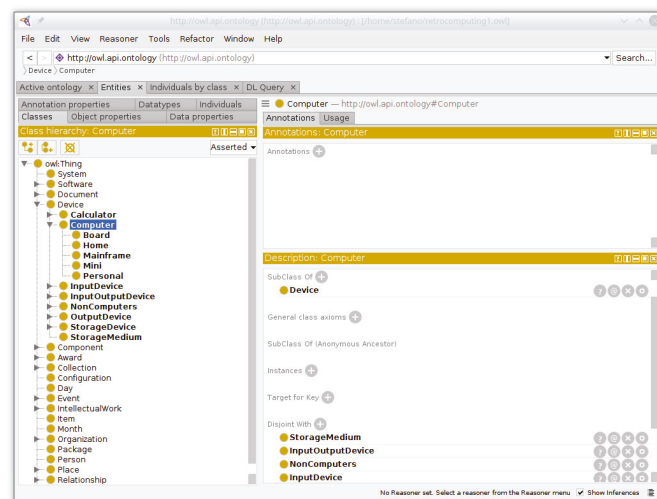 http://owl.api.ontology (http://owl.api.ontology) : [/home/stefano/retrocomputing1.owl]
File Edit View Reasoner Tools Refactor Window Help
< > http://owl.api.ontology (http://owl.api.ontology) Search...
Device Computer
Active ontology × Entities × Individuals by class × DL Query ×
Annotation properties Datatypes Individuals
Classes Object properties Data properties
Class hierarchy: Computer
Asserted
owl:Thing
System
Software
Document
Device
Calculator
Computer
Board
Home
Mainframe
Mini
Personal
InputDevice
InputOutputDevice
NonComputers
OutputDevice
StorageDevice
StorageMedium
Component
Award
Collection
Configuration
Day
Event
IntellectualWork
Item
Month
Organization
Package
Person
Place
Relationship
Computer — http://owl.api.ontology#Computer
Annotations Usage
Annotations: Computer
Annotations
Description: Computer
SubClass Of
Device
General class axioms
SubClass Of (Anonymous Ancestor)
Instances
Target for Key
Disjoint With
StorageMedium
InputOutputDevice
NonComputers
InputDevice
No Reasoner set. Select a reasoner from the Reasoner menu Show Inferences